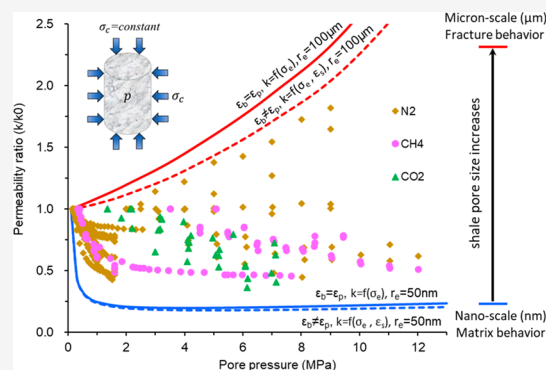 σc=constant
p
σc
εb=εp, k=f(σe), re=100μm
εb≠εp, k=f(σe, εs), re=100μm
N2
CH4
CO2
εb=εp, k=f(σe), re=50nm
εb≠εp, k=f(σe , εs), re=50nm
Permeability ratio (k/k0)
2.5
2.0
1.5
1.0
0.5
0.0
0
2
4
6
8
10
12
Pore pressure (MPa)
Micron-scale (μm)
Fracture behavior
shale pore size increases
Nano-scale (nm)
Matrix behavior